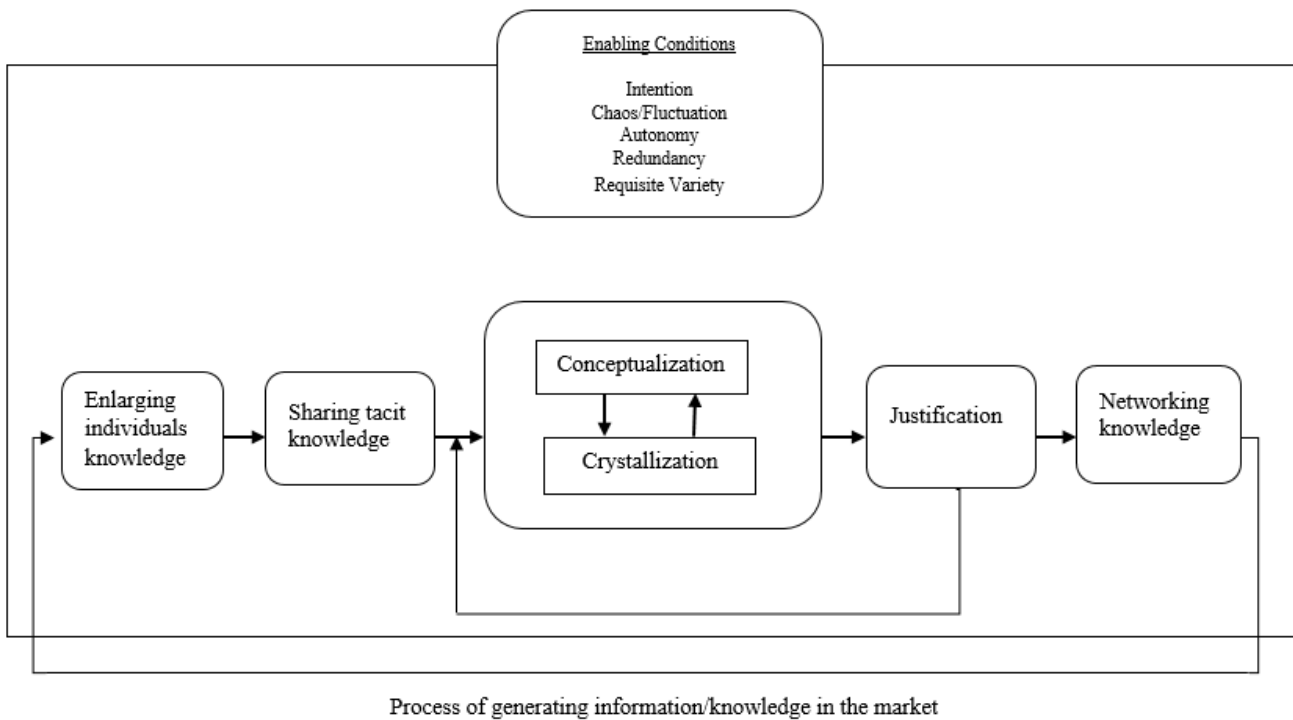 Enabling Conditions
Intention
Chaos/Fluctuation
Autonomy
Redundancy
Requisite Variety
Enlarging
individuals
knowledge
Sharing tacit
knowledge
Conceptualization
Crystallization
Justification
Networking
knowledge
Process of generating information/knowledge in the market